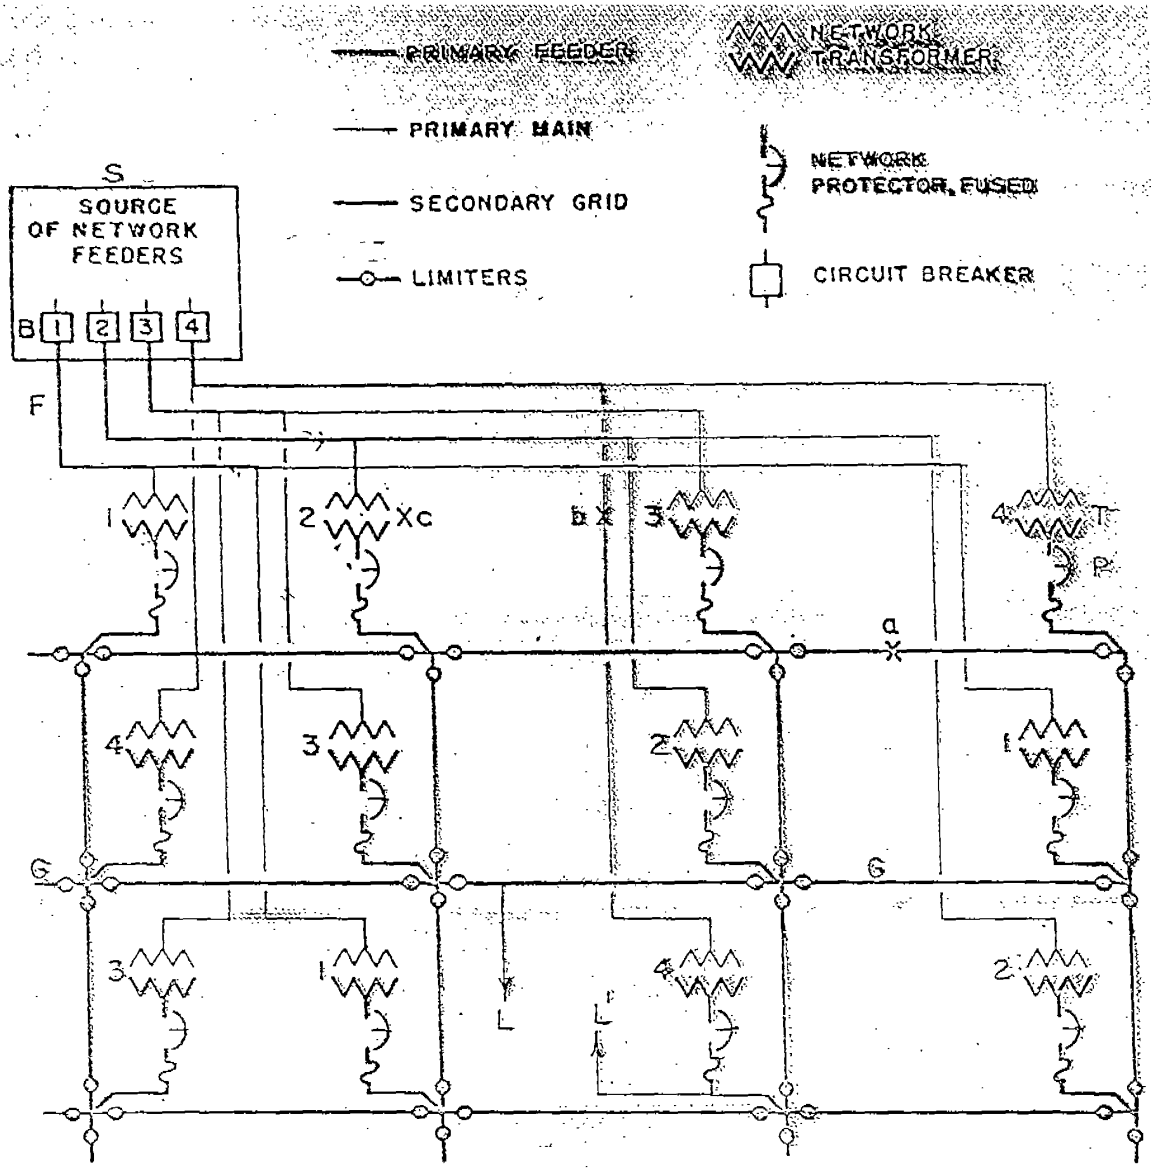 PRIMARY FEEDER
NETWORK
TRANSFORMER
PRIMARY MAIN
NETWORK
PROTECTOR, FUSED
SECONDARY GRID
LIMITERS
CIRCUIT BREAKER
S
SOURCE
OF NETWORK
FEEDERS
B 1 2 3 4
F
1 2 Xc b X 3 4 T
P
a
X
4 3 2 1
G G
3 1 4 2
L L'